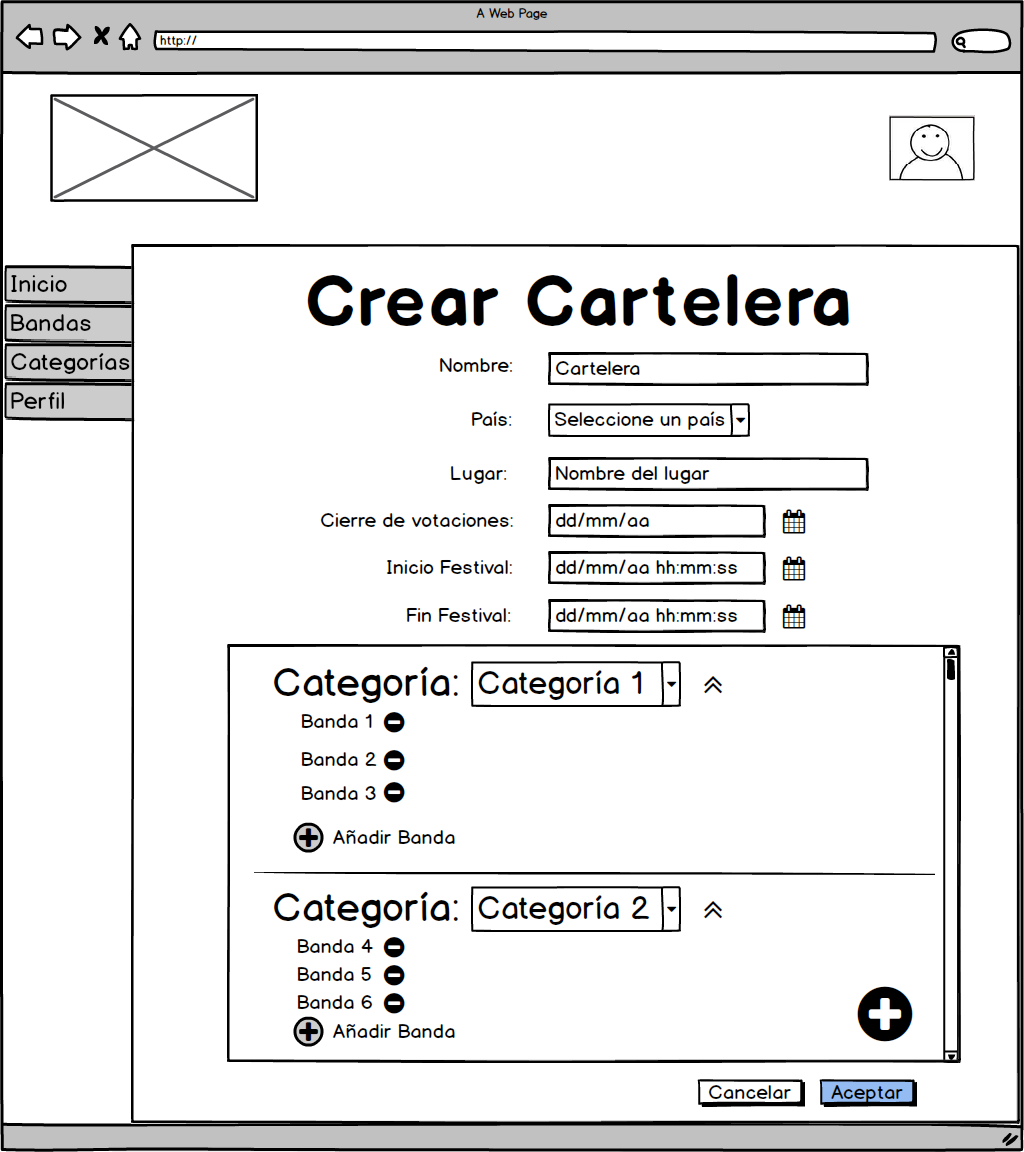 A Web Page
http://
Inicio
Bandas
Categorías
Perfil
Crear Cartelera
Nombre: Cartelera
País: Seleccione un país
Lugar: Nombre del lugar
Cierre de votaciones: dd/mm/aa
Inicio Festival: dd/mm/aa hh:mm:ss
Fin Festival: dd/mm/aa hh:mm:ss
Categoría: Categoría 1
Banda 1
Banda 2
Banda 3
Añadir Banda
Categoría: Categoría 2
Banda 4
Banda 5
Banda 6
Añadir Banda
Cancelar Aceptar